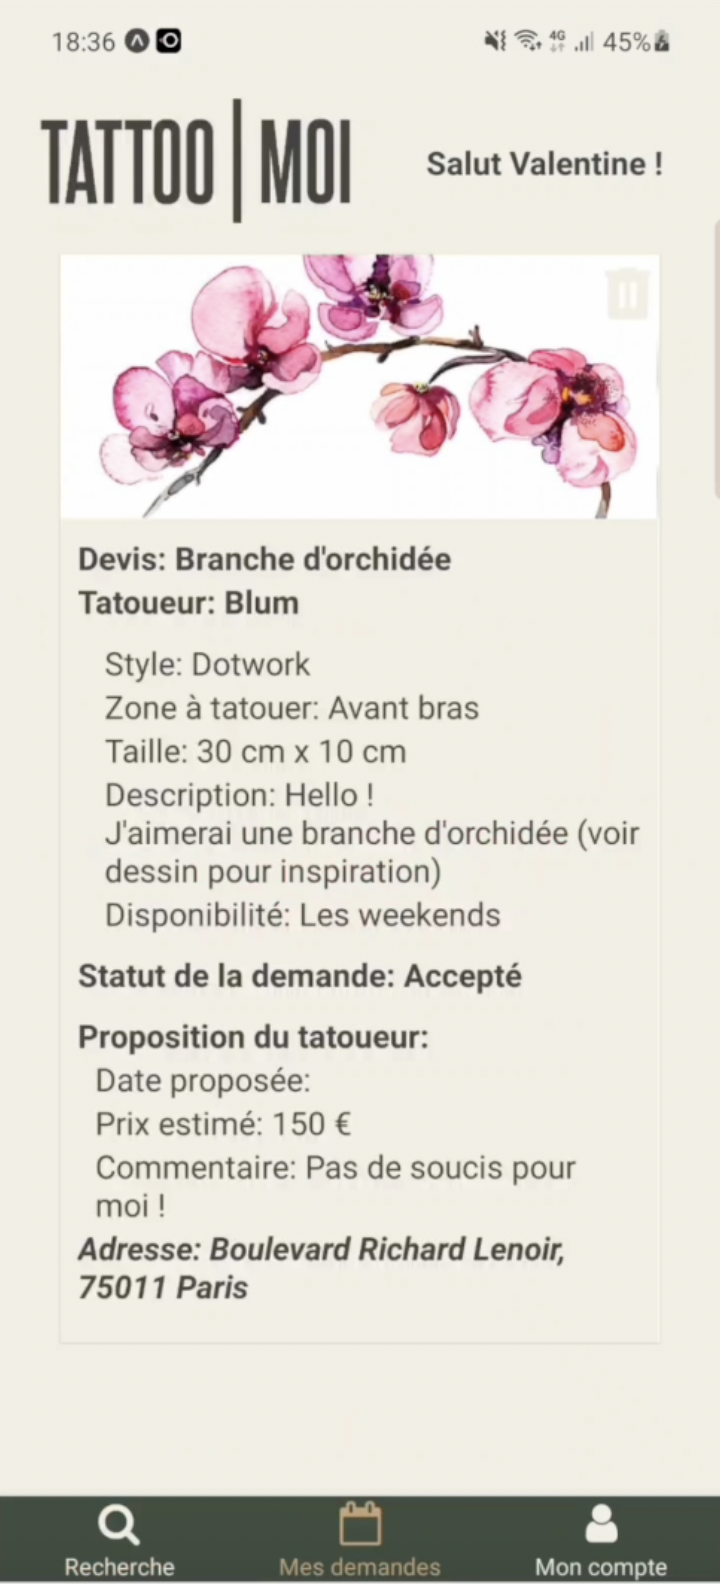 18:36 4G 45%
TATTOO | MOI
Salut Valentine !
Devis: Branche d'orchidée
Tatoueur: Blum
Style: Dotwork
Zone à tatouer: Avant bras
Taille: 30 cm x 10 cm
Description: Hello !
J'aimerai une branche d'orchidée (voir
dessin pour inspiration)
Disponibilité: Les weekends
Statut de la demande: Accepté
Proposition du tatoueur:
Date proposée:
Prix estimé: 150 €
Commentaire: Pas de soucis pour
moi !
Adresse: Boulevard Richard Lenoir,
75011 Paris
Recherche Mes demandes Mon compte